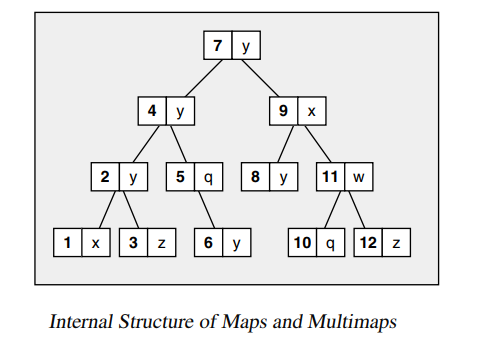 7 y
4 y 9 x
2 y 5 q 8 y 11 w
1 x 3 z 6 y 10 q 12 z
Internal Structure of Maps and Multimaps